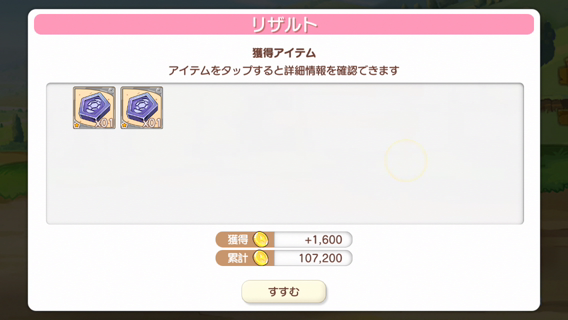 リザルト
獲得アイテム
アイテムをタップすると詳細情報を確認できます
x01 x01
獲得 +1,600
累計 107,200
すすむ